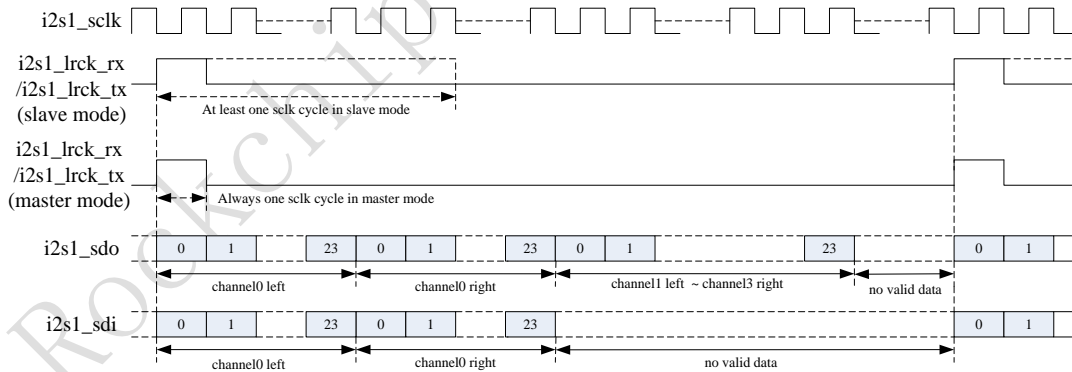 i2s1_sclk
i2s1_lrck_rx
/i2s1_lrck_tx
(slave mode)
At least one sclk cycle in slave mode
i2s1_lrck_rx
/i2s1_lrck_tx
(master mode)
Always one sclk cycle in master mode
i2s1_sdo
0 1 23 0 1 23 0 1 23 0 1
channel0 left channel0 right channel1 left ~ channel3 right no valid data
i2s1_sdi
0 1 23 0 1 23 0 1
channel0 left channel0 right no valid data
Rockchip